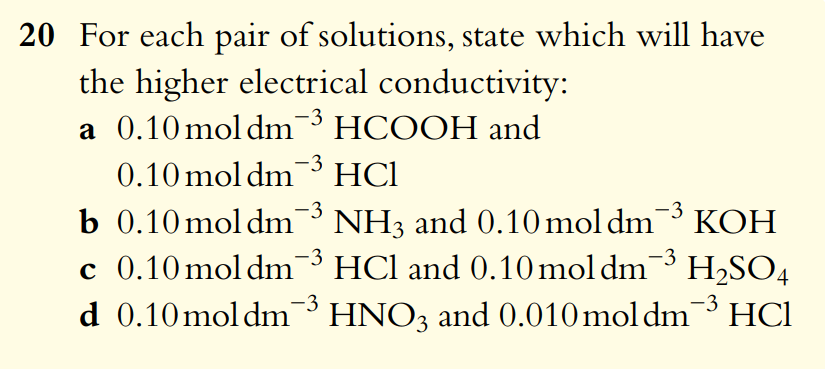 20 For each pair of solutions, state which will have
the higher electrical conductivity:
a 0.10 mol dm⁻³ HCOOH and
0.10 mol dm⁻³ HCl
b 0.10 mol dm⁻³ NH₃ and 0.10 mol dm⁻³ KOH
c 0.10 mol dm⁻³ HCl and 0.10 mol dm⁻³ H₂SO₄
d 0.10 mol dm⁻³ HNO₃ and 0.010 mol dm⁻³ HCl